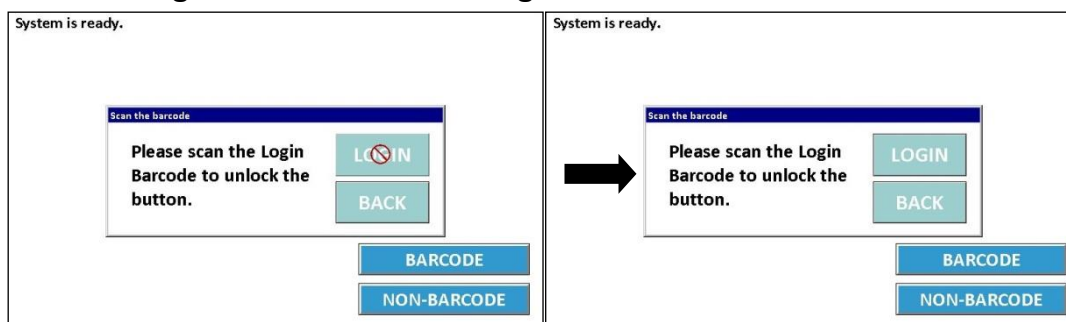 System is ready.
Scan the barcode
Please scan the Login
Barcode to unlock the
button.
LOGIN
BACK
BARCODE
NON-BARCODE
System is ready.
Scan the barcode
Please scan the Login
Barcode to unlock the
button.
LOGIN
BACK
BARCODE
NON-BARCODE